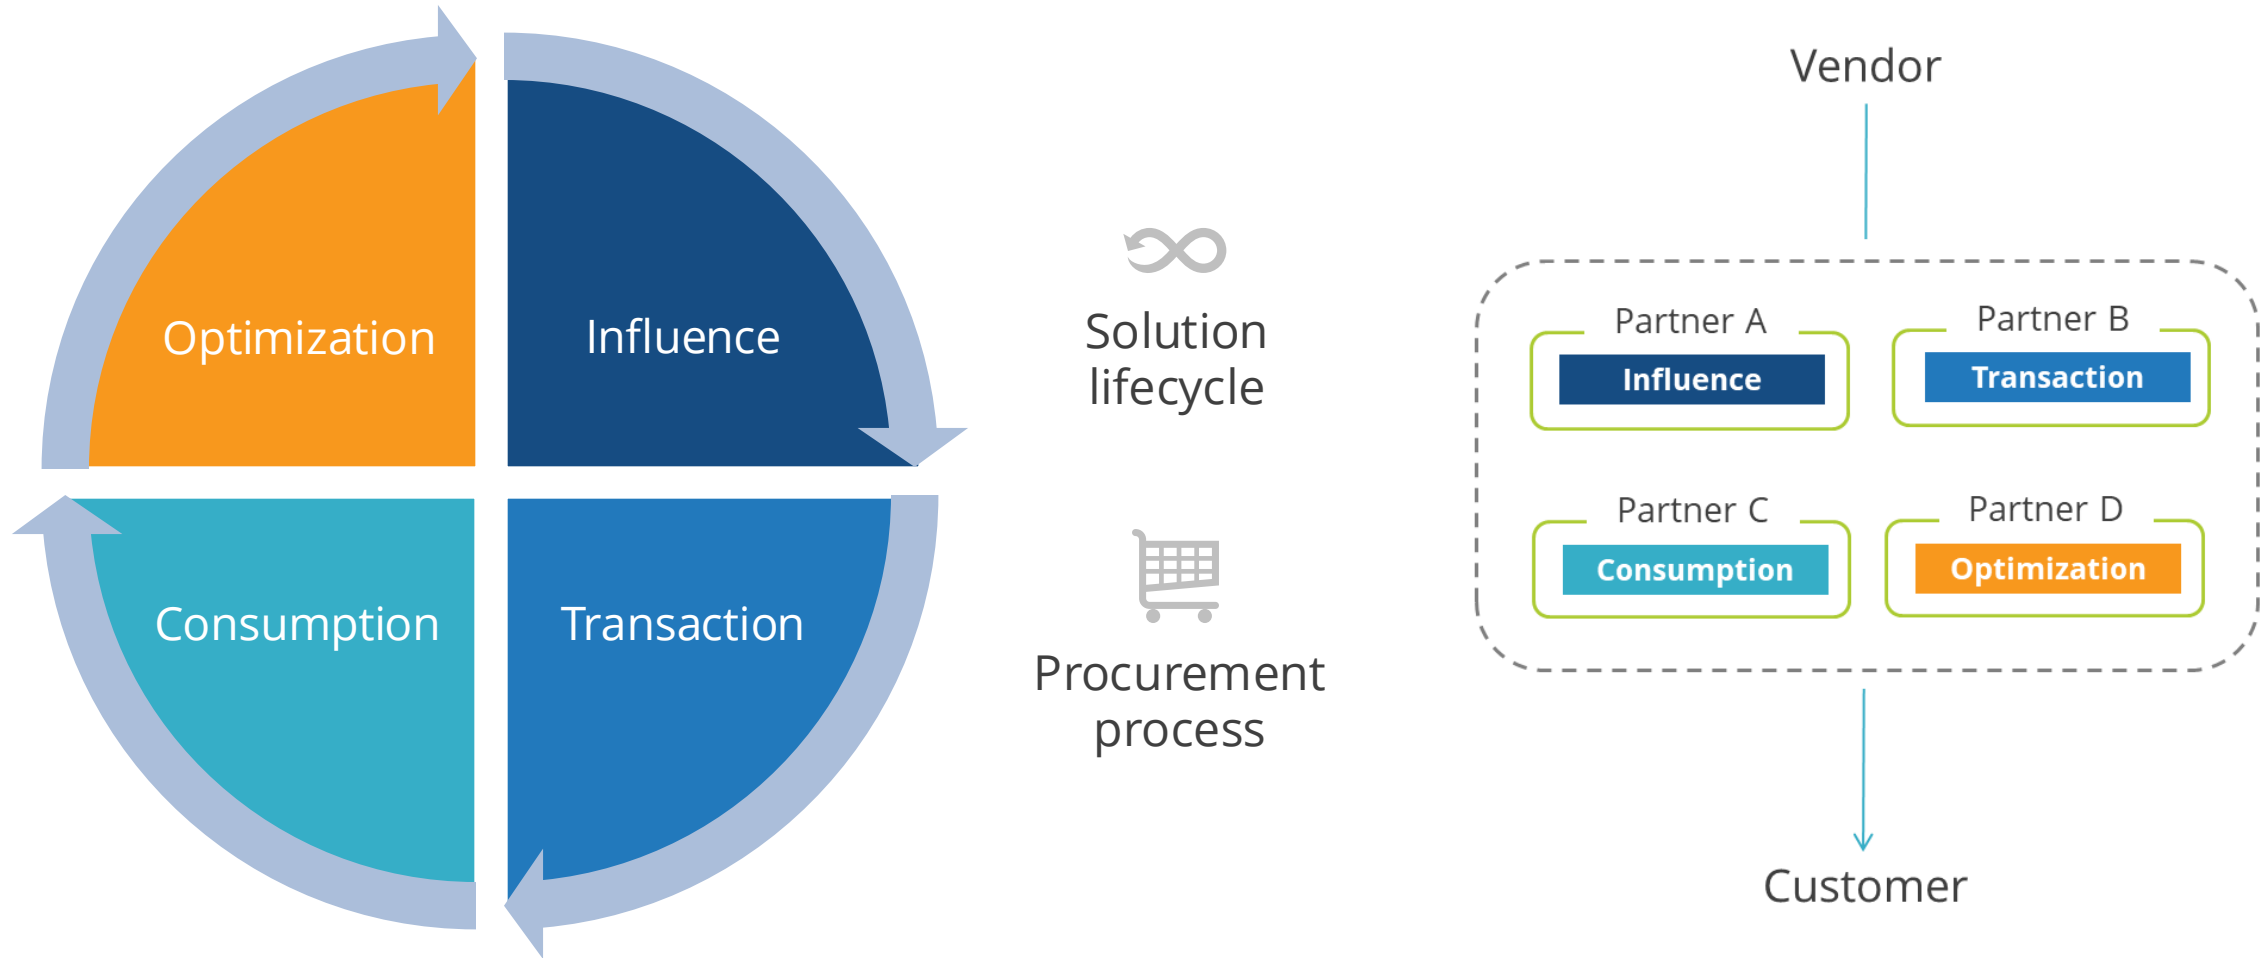 Optimization
Influence
Consumption
Transaction
Solution
lifecycle
Procurement
process
Vendor
Partner A
Influence
Partner B
Transaction
Partner C
Consumption
Partner D
Optimization
Customer